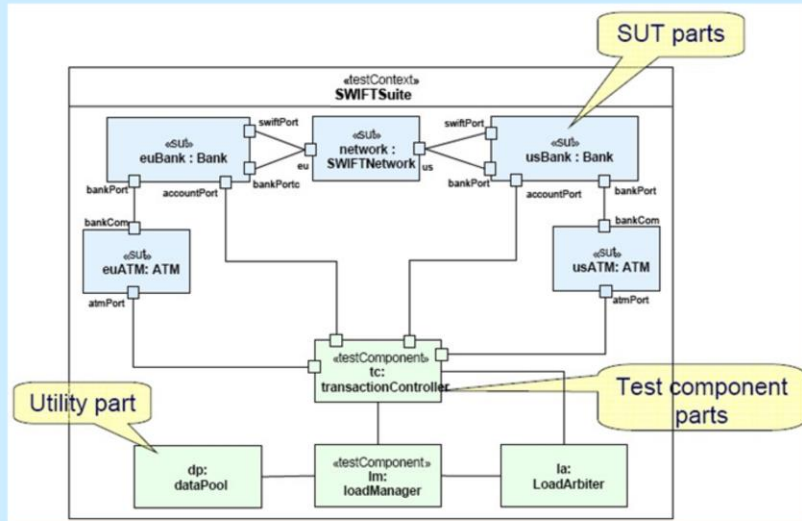 SUT parts
«testContext»
SWIFTSuite
swiftPort
«sut»
euBank : Bank
«sut»
network :
SWIFTNetwork
swiftPort
«sut»
usBank : Bank
eu
us
bankPort
accountPort
bankPortc
bankPort
accountPort
bankPort
bankCom
«sut»
euATM: ATM
bankCom
«sut»
usATM: ATM
atmPort
atmPort
«testComponent»
tc:
transactionController
Utility part
Test component
parts
dp:
dataPool
«testComponent»
lm:
loadManager
la:
LoadArbiter